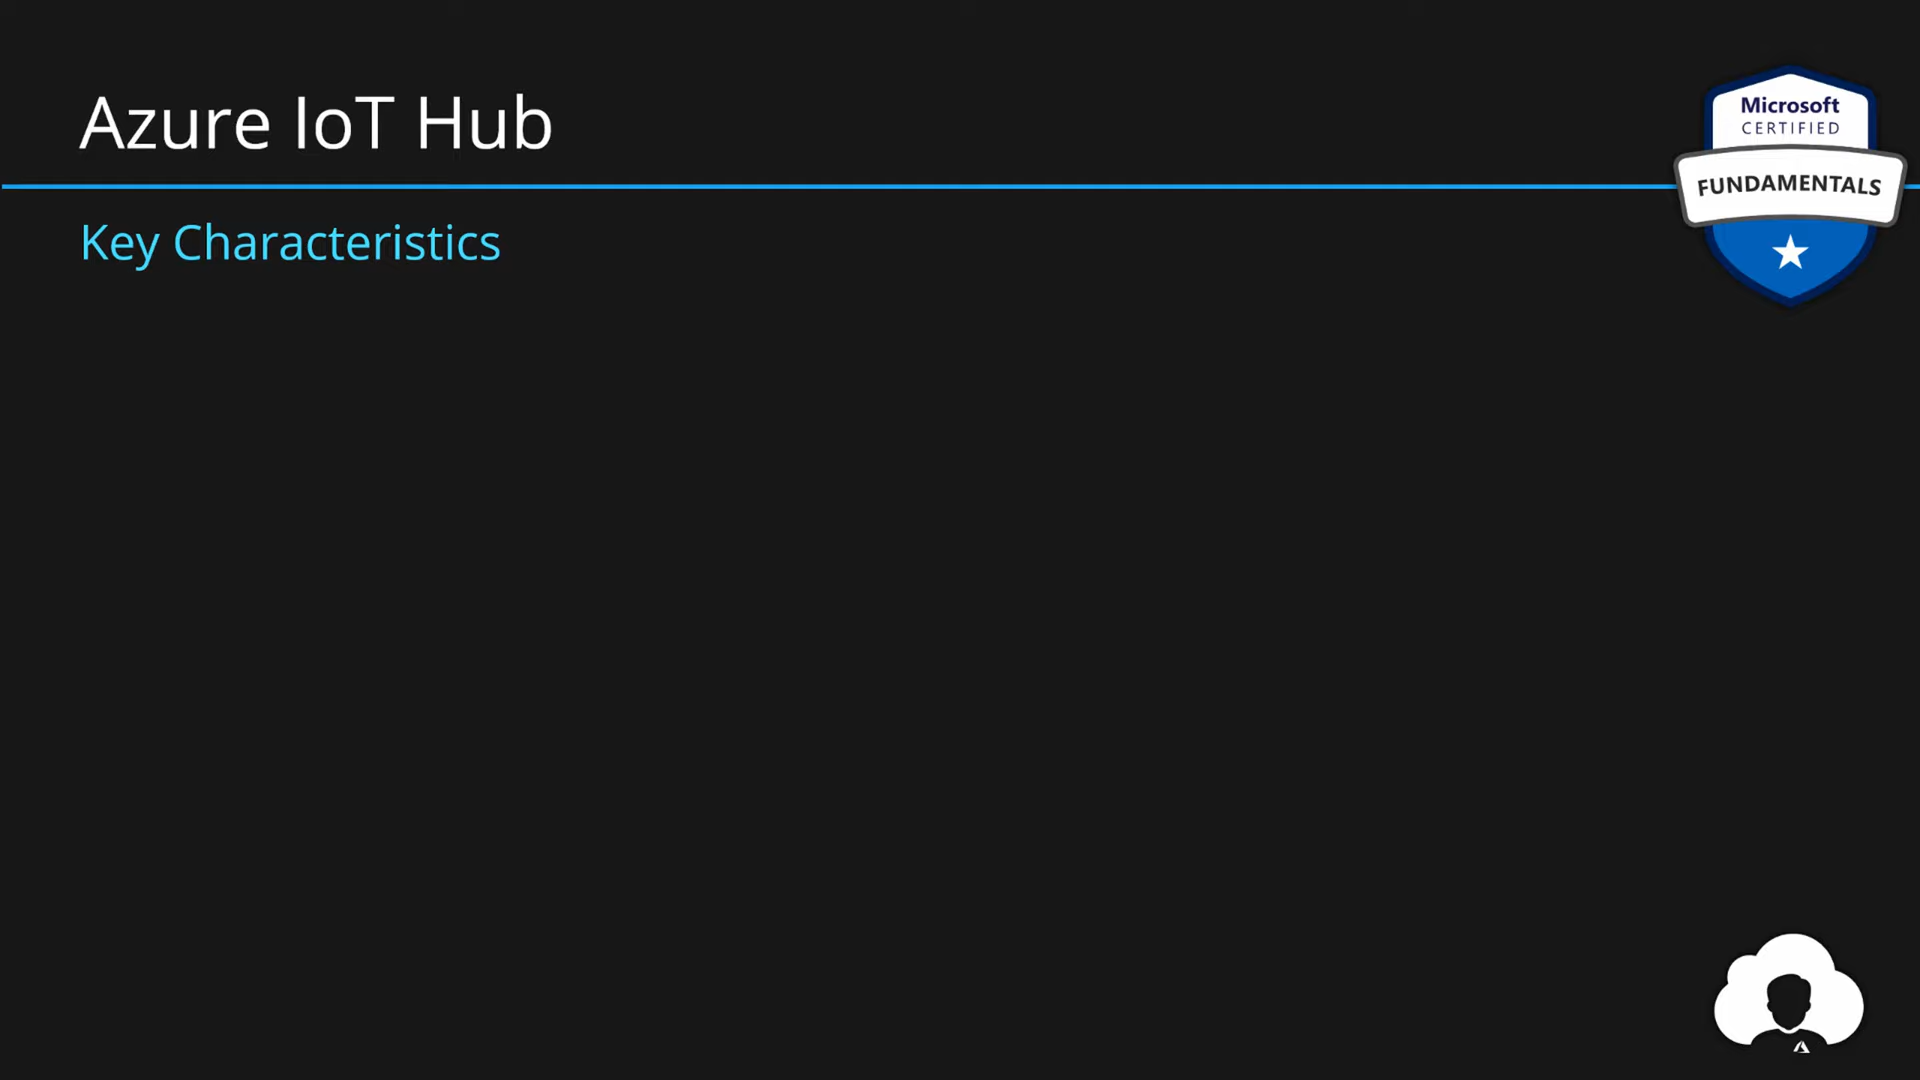 Azure IoT Hub
Key Characteristics
Microsoft
CERTIFIED
FUNDAMENTALS